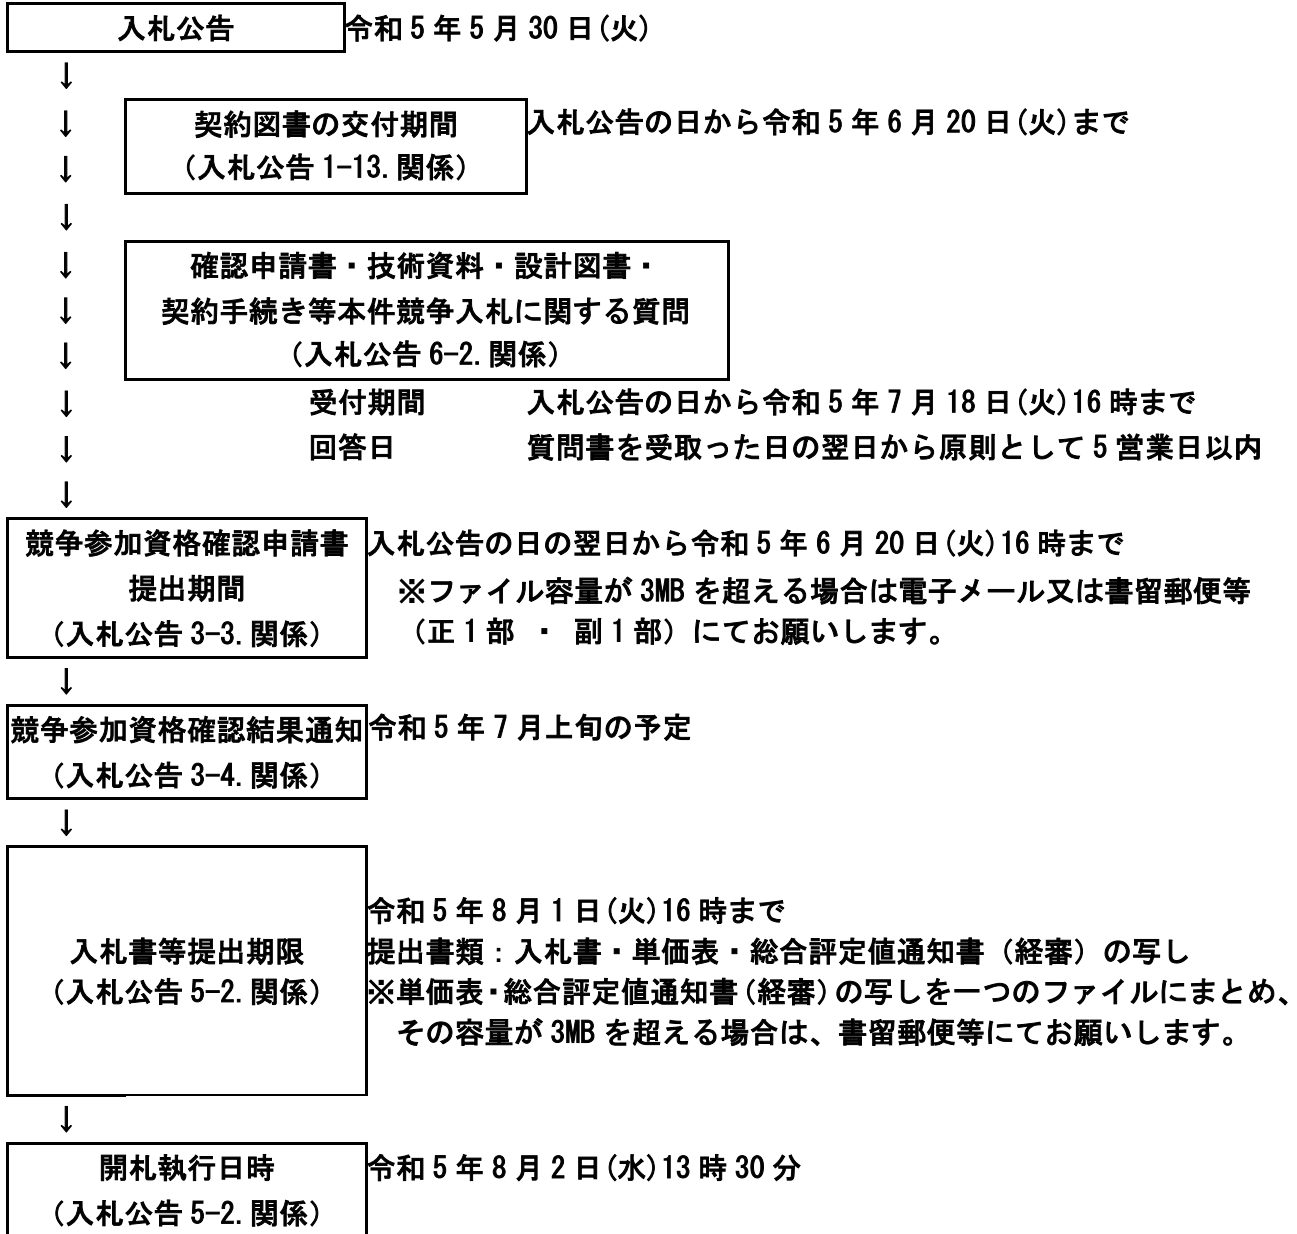 入札公告 令和5年5月30日(火)
↓
↓ 契約図書の交付期間 入札公告の日から令和5年6月20日(火)まで
↓ （入札公告1-13.関係）
↓
↓ 確認申請書・技術資料・設計図書・
↓ 契約手続き等本件競争入札に関する質問
↓ （入札公告6-2.関係）
↓ 受付期間 入札公告の日から令和5年7月18日(火)16時まで
↓ 回答日 質問書を受取った日の翌日から原則として5営業日以内
↓
競争参加資格確認申請書 入札公告の日の翌日から令和5年6月20日(火)16時まで
提出期間 ※ファイル容量が3MBを超える場合は電子メール又は書留郵便等
（入札公告3-3.関係） （正1部 ・ 副1部）にてお願いします。
↓
競争参加資格確認結果通知 令和5年7月上旬の予定
（入札公告3-4.関係）
↓
令和5年8月1日(火)16時まで
入札書等提出期限 提出書類：入札書・単価表・総合評定値通知書（経審）の写し
（入札公告5-2.関係） ※単価表・総合評定値通知書(経審)の写しを一つのファイルにまとめ、
その容量が3MBを超える場合は、書留郵便等にてお願いします。
↓
開札執行日時 令和5年8月2日(水)13時30分
（入札公告5-2.関係）